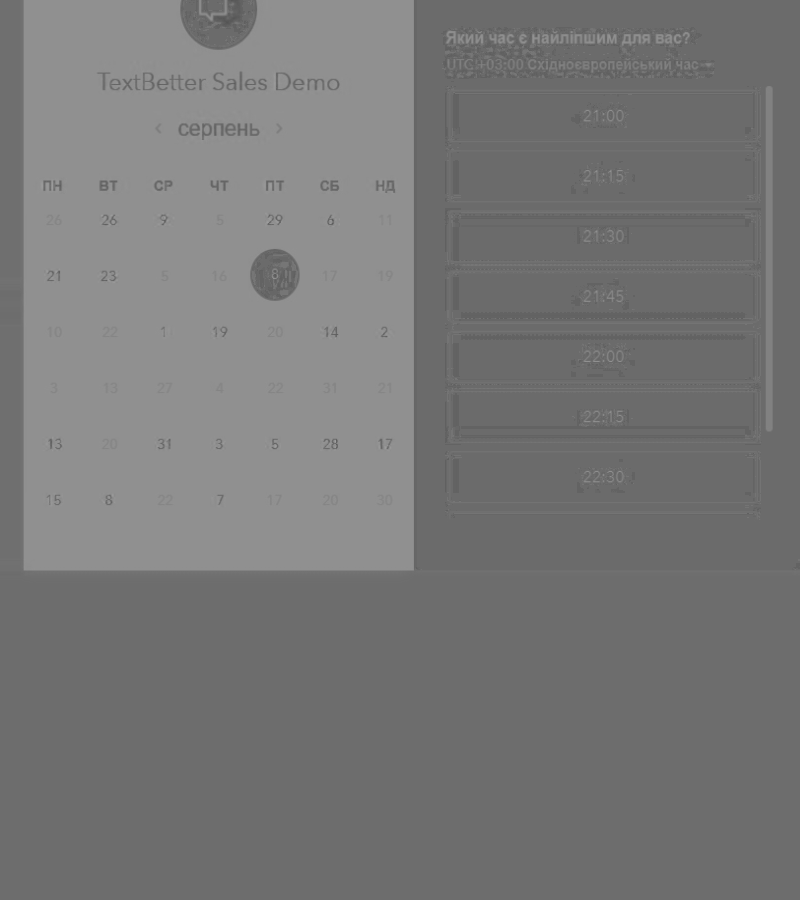 TextBetter Sales Demo
серпень
ПН ВТ СР ЧТ ПТ СБ НД
26 26 9 5 29 6 11
21 23 5 16 8 17 19
10 22 1 19 20 14 2
3 13 27 4 22 31 21
13 20 31 3 5 28 17
15 8 22 7 17 20 30
Який час є найліпшим для вас?
UTC +03:00 Східноєвропейський час
21:00
21:15
21:30
21:45
22:00
22:15
22:30